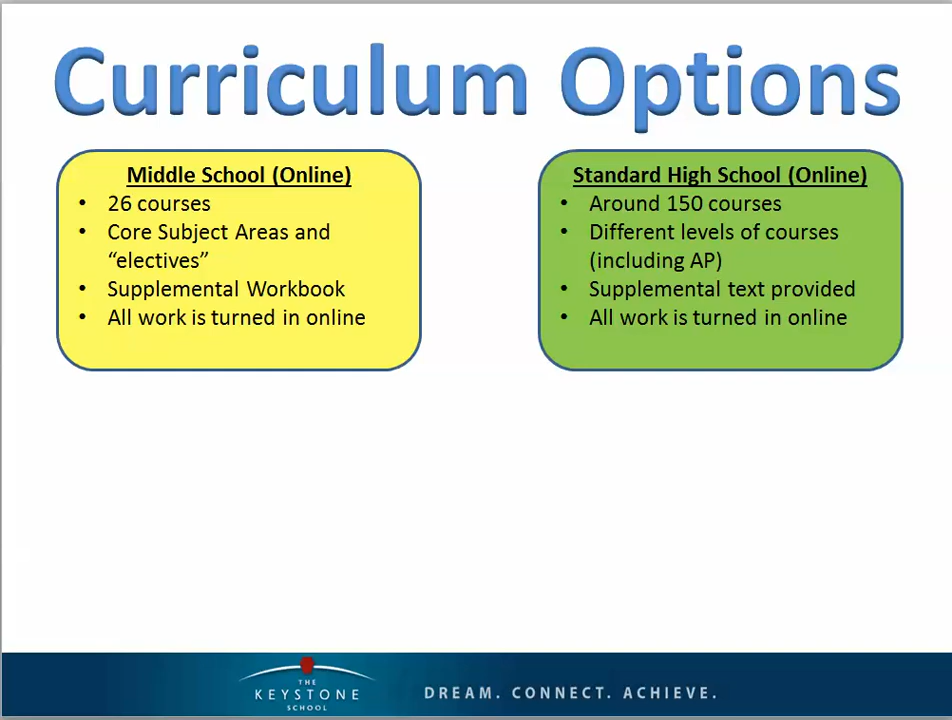 Curriculum Options
Middle School (Online)
• 26 courses
• Core Subject Areas and
“electives”
• Supplemental Workbook
• All work is turned in online
Standard High School (Online)
• Around 150 courses
• Different levels of courses
(including AP)
• Supplemental text provided
• All work is turned in online
THE
KEYSTONE
SCHOOL
DREAM. CONNECT. ACHIEVE.